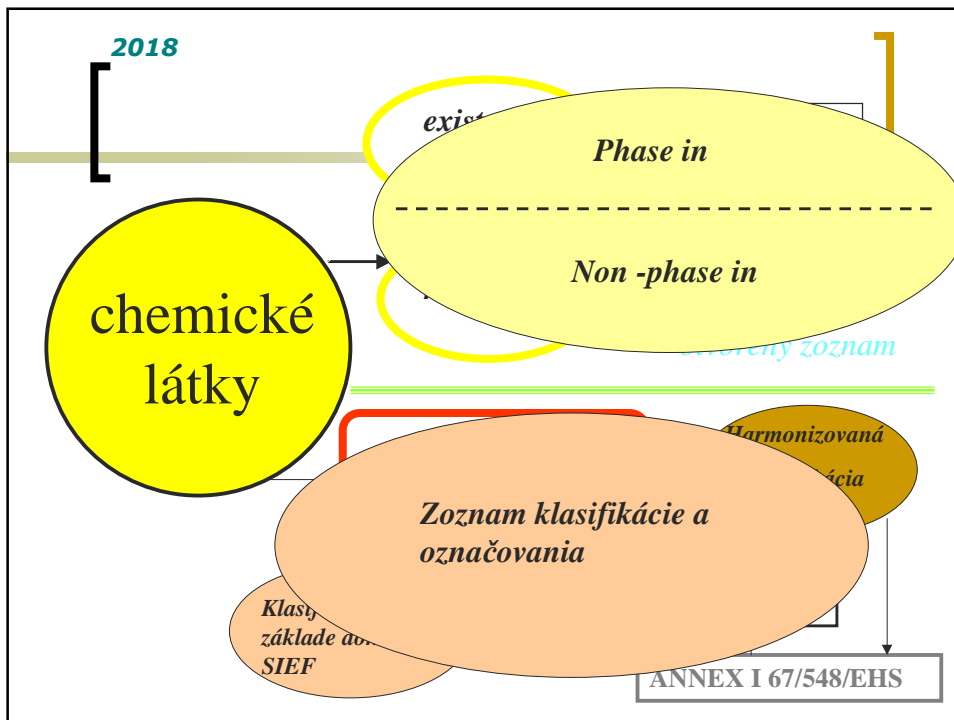 2018
Phase in
Non -phase in
chemické
látky
zoznam
Harmonizovaná
Zoznam klasifikácie a
označovania
základe
SIEF
ANNEX I 67/548/EHS